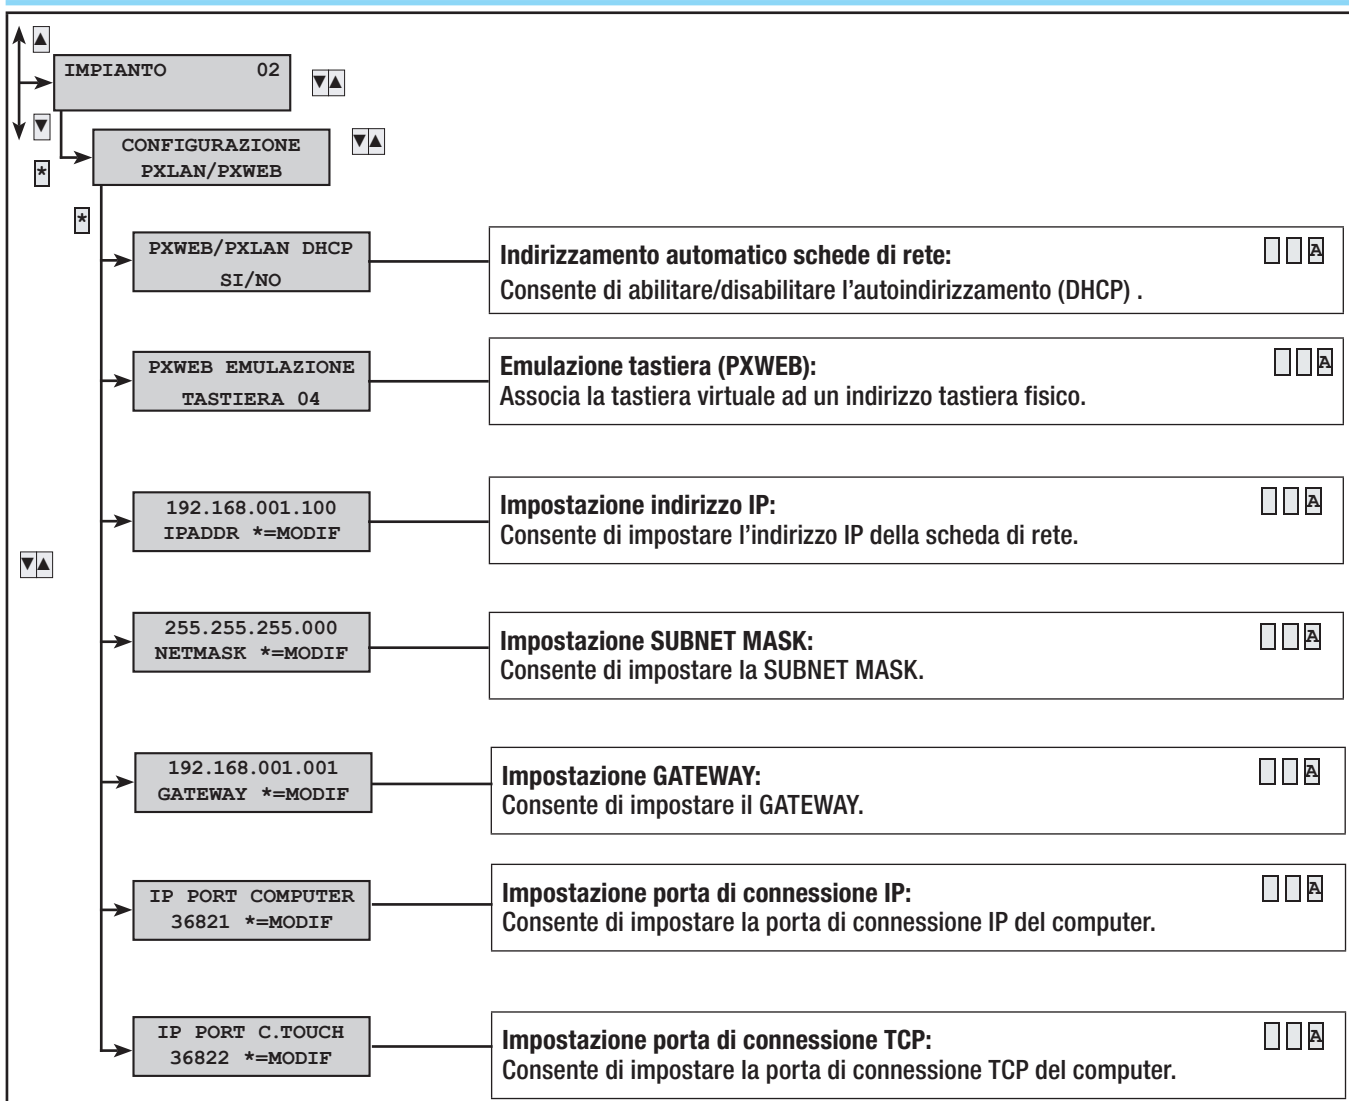 ▲
IMPIANTO 02
▼▲
▼
CONFIGURAZIONE
PXLAN/PXWEB
▼▲
*
*
PXWEB/PXLAN DHCP
SI/NO
Indirizzamento automatico schede di rete:
A
Consente di abilitare/disabilitare l’autoindirizzamento (DHCP) .
PXWEB EMULAZIONE
TASTIERA 04
Emulazione tastiera (PXWEB):
A
Associa la tastiera virtuale ad un indirizzo tastiera fisico.
192.168.001.100
IPADDR *=MODIF
Impostazione indirizzo IP:
A
Consente di impostare l’indirizzo IP della scheda di rete.
▼▲
255.255.255.000
NETMASK *=MODIF
Impostazione SUBNET MASK:
A
Consente di impostare la SUBNET MASK.
192.168.001.001
GATEWAY *=MODIF
Impostazione GATEWAY:
A
Consente di impostare il GATEWAY.
IP PORT COMPUTER
36821 *=MODIF
Impostazione porta di connessione IP:
A
Consente di impostare la porta di connessione IP del computer.
IP PORT C.TOUCH
36822 *=MODIF
Impostazione porta di connessione TCP:
A
Consente di impostare la porta di connessione TCP del computer.